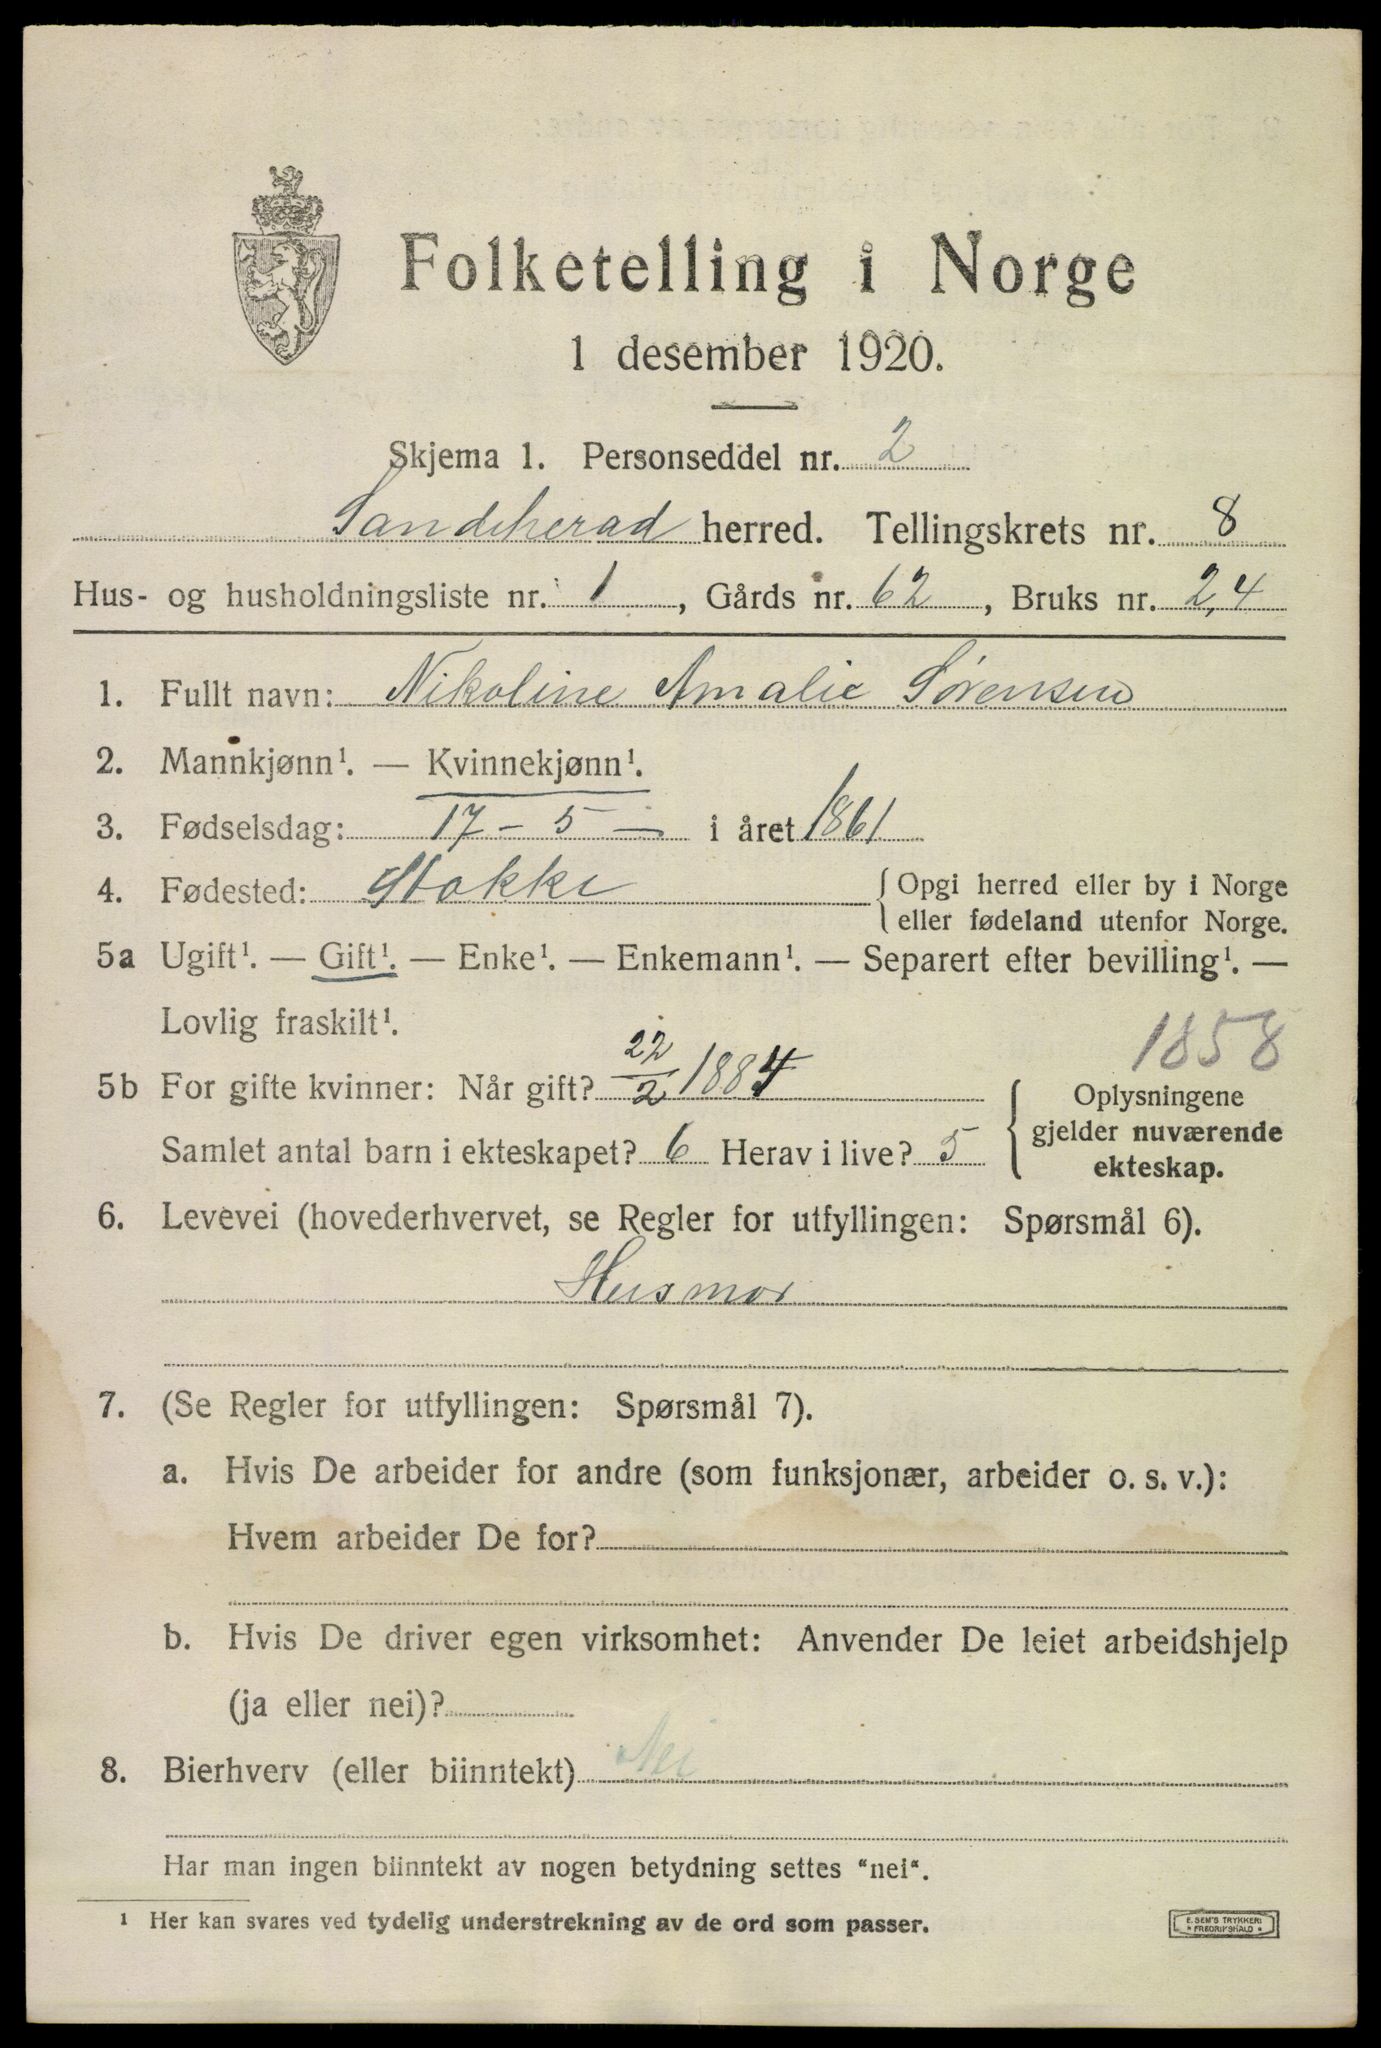 Folketelling i Norge
1 desember 1920.
Skjema 1. Personseddel nr. 2
Sandeherad herred. Tellingskrets nr. 8
Hus- og husholdningsliste nr. 1, Gårds nr. 62, Bruks nr. 2,4
1. Fullt navn: Nikoline Amalie Sørensen
2. Mannkjønn¹. — Kvinnekjønn¹.
3. Fødselsdag: 17 - 5 — i året 1861
4. Fødested: Stokke { Opgi herred eller by i Norge
eller fødeland utenfor Norge.
5a Ugift¹. — Gift¹. — Enke¹. — Enkemann¹. — Separert efter bevilling¹. —
Lovlig fraskilt¹.
1858
5b For gifte kvinner: Når gift? 22/2 1884
Samlet antal barn i ekteskapet? 6 Herav i live? 5
{ Oplysningene
gjelder nuværende
ekteskap.
6. Levevei (hovederhvervet, se Regler for utfyllingen: Spørsmål 6).
Husmor
7. (Se Regler for utfyllingen: Spørsmål 7).
a. Hvis De arbeider for andre (som funksjonær, arbeider o. s. v.):
Hvem arbeider De for?
b. Hvis De driver egen virksomhet: Anvender De leiet arbeidshjelp
(ja eller nei)?
8. Bierhverv (eller biinntekt) Nei
Har man ingen biinntekt av nogen betydning settes "nei".
¹ Her kan svares ved tydelig understrekning av de ord som passer.
E. SEM'S TRYKKERI
* FREDRIKSHALD *